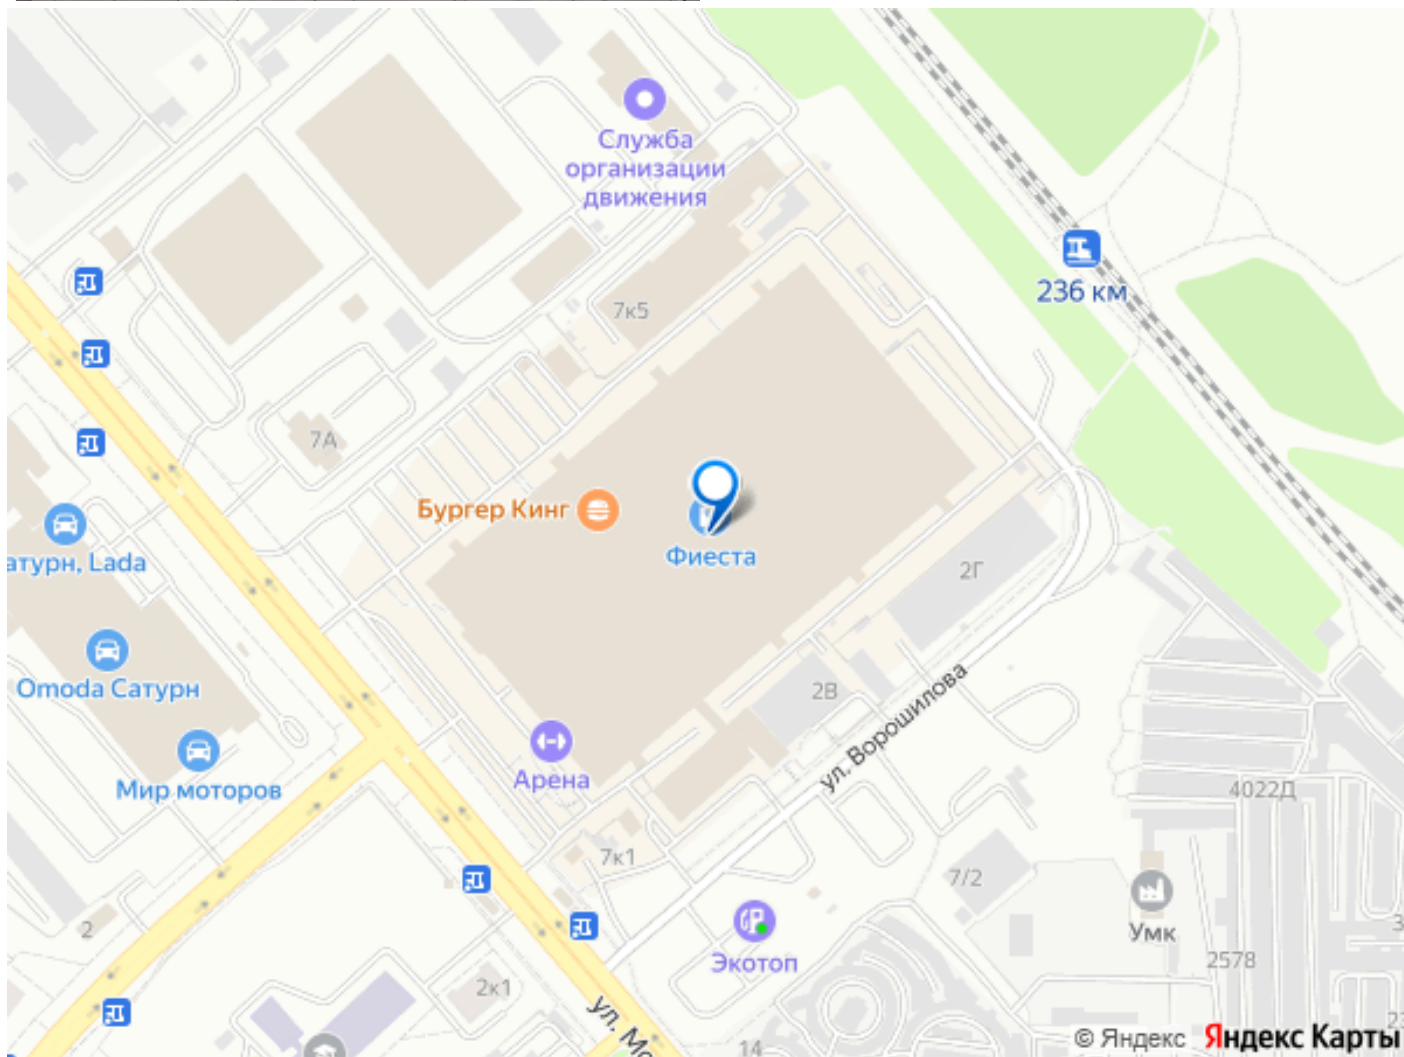 Служба
организации
движения
236 км
7к5
7А
Бургер Кинг
Фиеста
атурн, Lada
2Г
Omoda Сатурн
2В
ул. Ворошилова
Арена
Мир моторов
4022Д
7к1
7/2
Умк
2
Экотоп
2578
2к1
ул. Мо
14
© Яндекс Яндекс Карты